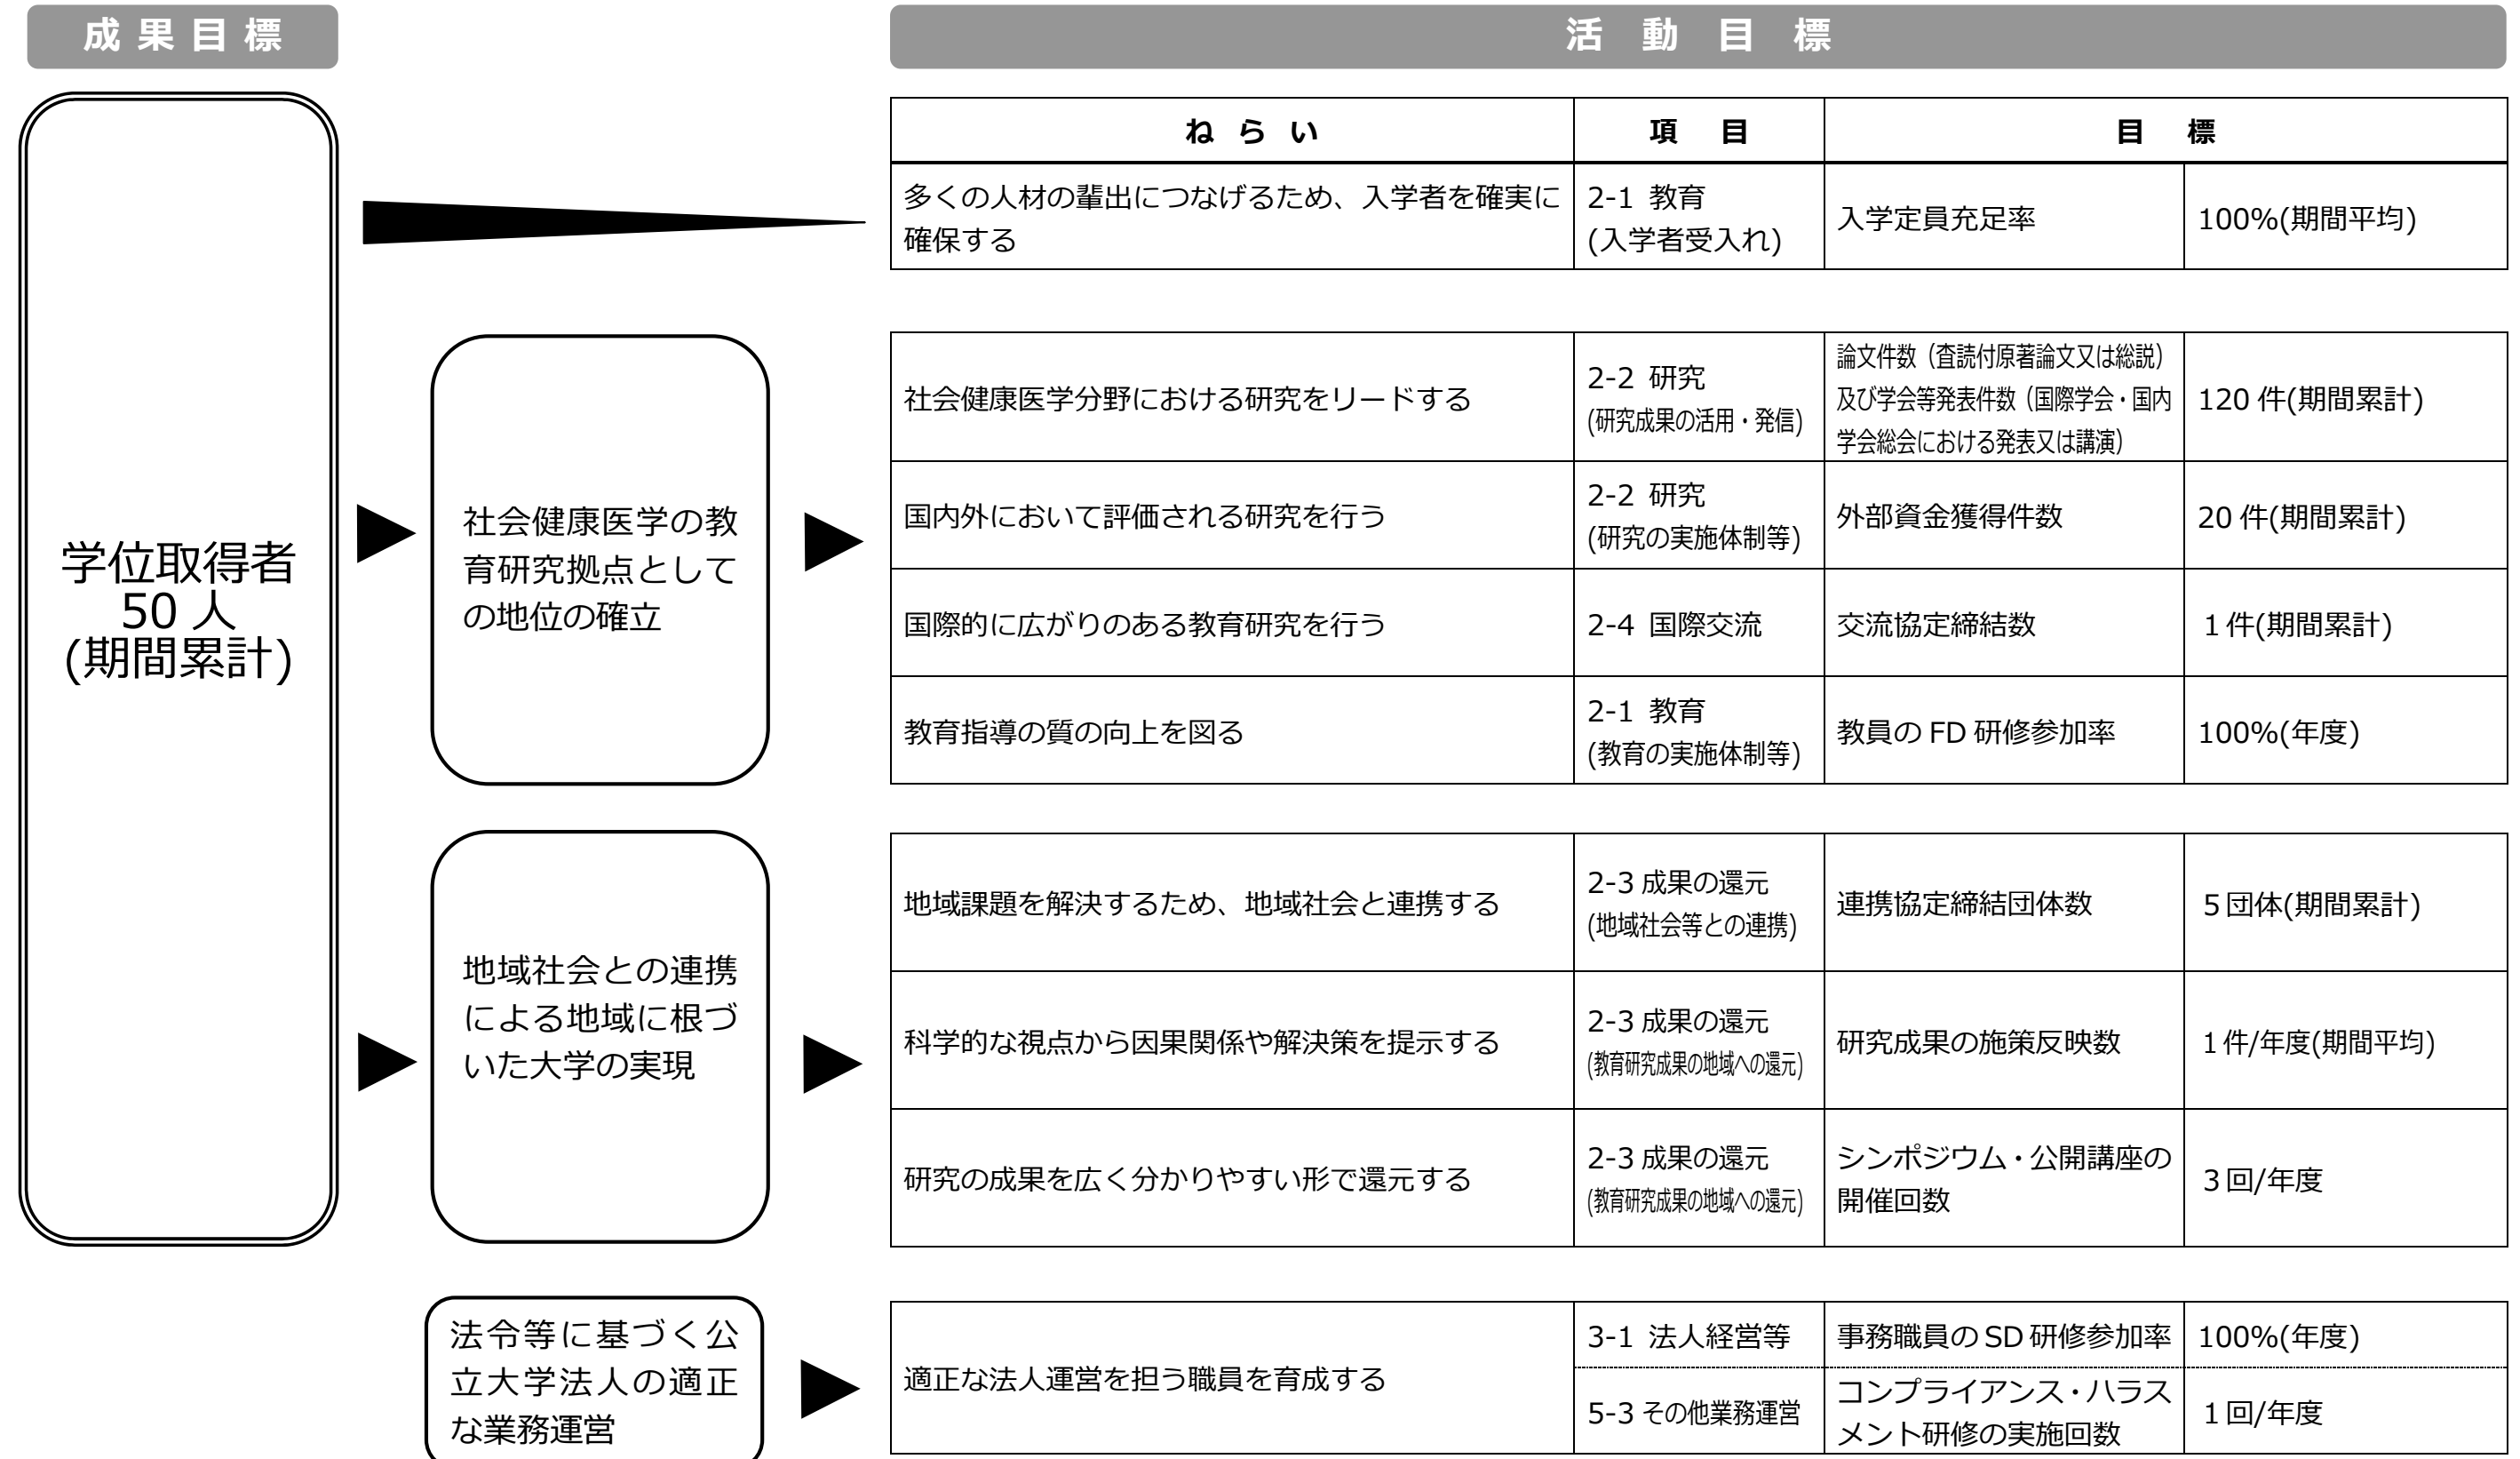 成果目標
活動目標
ねらい 項目 目標
多くの人材の輩出につなげるため、入学者を確実に
確保する
2-1 教育
(入学者受入れ)
入学定員充足率
100%(期間平均)
学位取得者
50 人
(期間累計)
社会健康医学の教
育研究拠点として
の地位の確立
社会健康医学分野における研究をリードする
2-2 研究
(研究成果の活用・発信)
論文件数（査読付原著論文又は総説）
及び学会等発表件数（国際学会・国内
学会総会における発表又は講演）
120 件(期間累計)
国内外において評価される研究を行う
2-2 研究
(研究の実施体制等)
外部資金獲得件数
20 件(期間累計)
国際的に広がりのある教育研究を行う
2-4 国際交流
交流協定締結数
1 件(期間累計)
教育指導の質の向上を図る
2-1 教育
(教育の実施体制等)
教員の FD 研修参加率
100%(年度)
地域社会との連携
による地域に根づ
いた大学の実現
地域課題を解決するため、地域社会と連携する
2-3 成果の還元
(地域社会等との連携)
連携協定締結団体数
5 団体(期間累計)
科学的な視点から因果関係や解決策を提示する
2-3 成果の還元
(教育研究成果の地域への還元)
研究成果の施策反映数
1 件/年度(期間平均)
研究の成果を広く分かりやすい形で還元する
2-3 成果の還元
(教育研究成果の地域への還元)
シンポジウム・公開講座の
開催回数
3 回/年度
法令等に基づく公
立大学法人の適正
な業務運営
適正な法人運営を担う職員を育成する
3-1 法人経営等
事務職員の SD 研修参加率
100%(年度)
5-3 その他業務運営
コンプライアンス・ハラス
メント研修の実施回数
1 回/年度